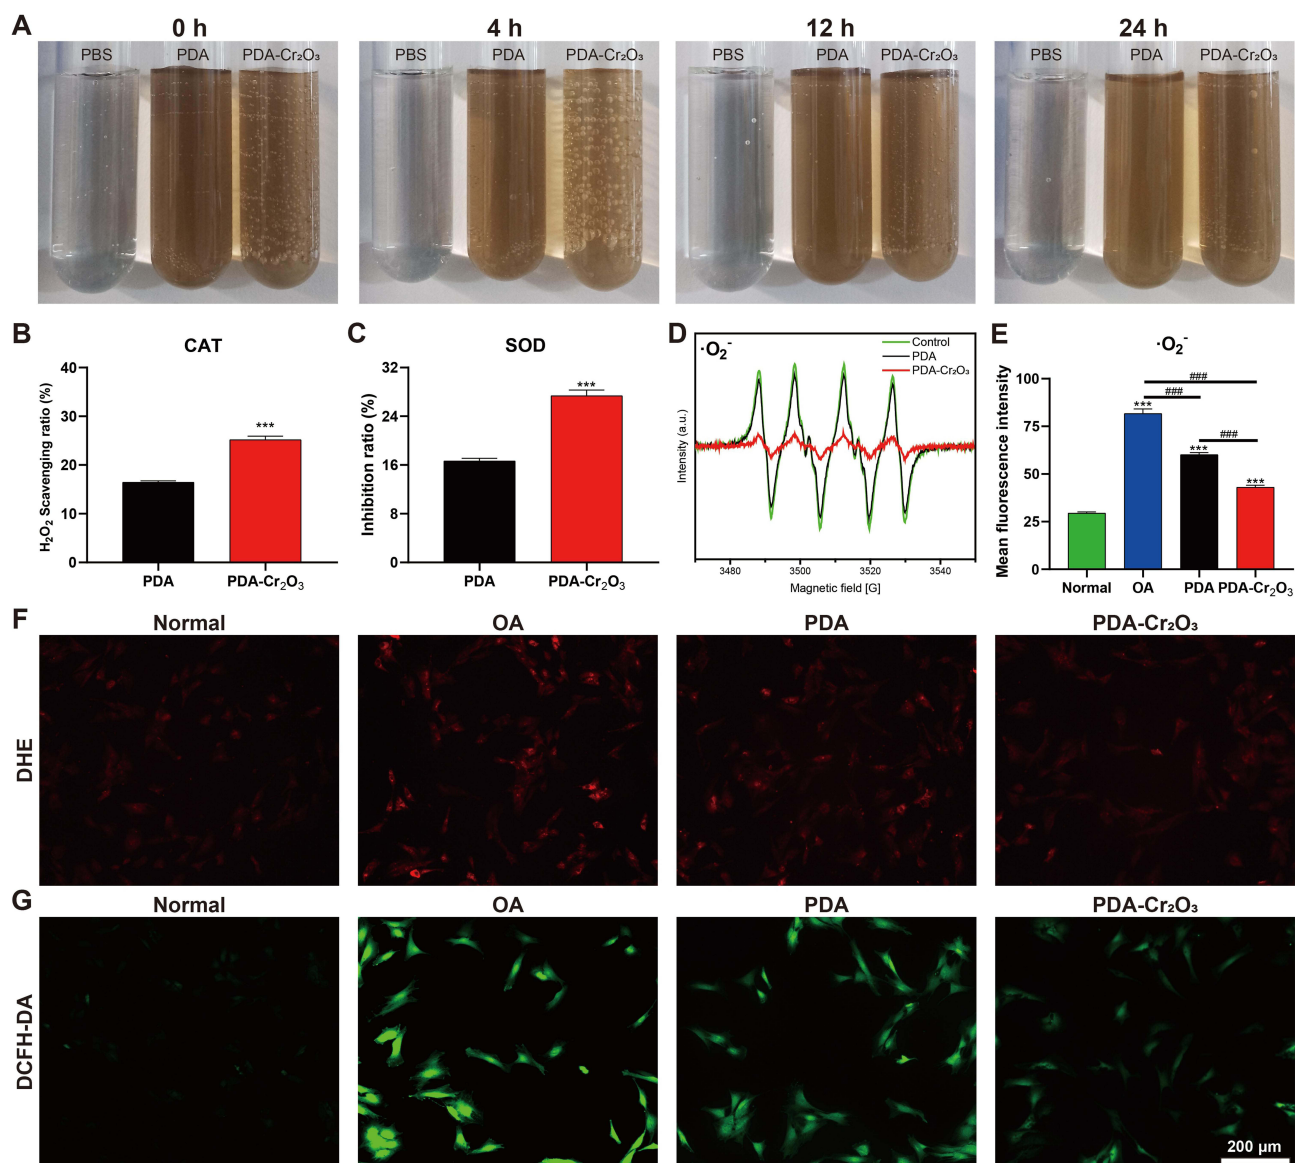 A
0 h
4 h
12 h
24 h
PBS PDA PDA-Cr₂O₃
PBS PDA PDA-Cr₂O₃
PBS PDA PDA-Cr₂O₃
PBS PDA PDA-Cr₂O₃
B
CAT
H₂O₂ Scavenging ratio (%)
40
30
20
10
0
PDA PDA-Cr₂O₃
***
C
SOD
Inhibition ratio (%)
32
24
16
8
0
PDA PDA-Cr₂O₃
***
D
·O₂⁻
Control
PDA
PDA-Cr₂O₃
Intensity (a.u.)
3480 3500 3520 3540
Magnetic field [G]
E
·O₂⁻
Mean fluorescence intensity
100
75
50
25
0
###
###
###
***
***
***
Normal OA PDA PDA-Cr₂O₃
F
Normal OA PDA PDA-Cr₂O₃
DHE
G
Normal OA PDA PDA-Cr₂O₃
DCFH-DA
200 μm